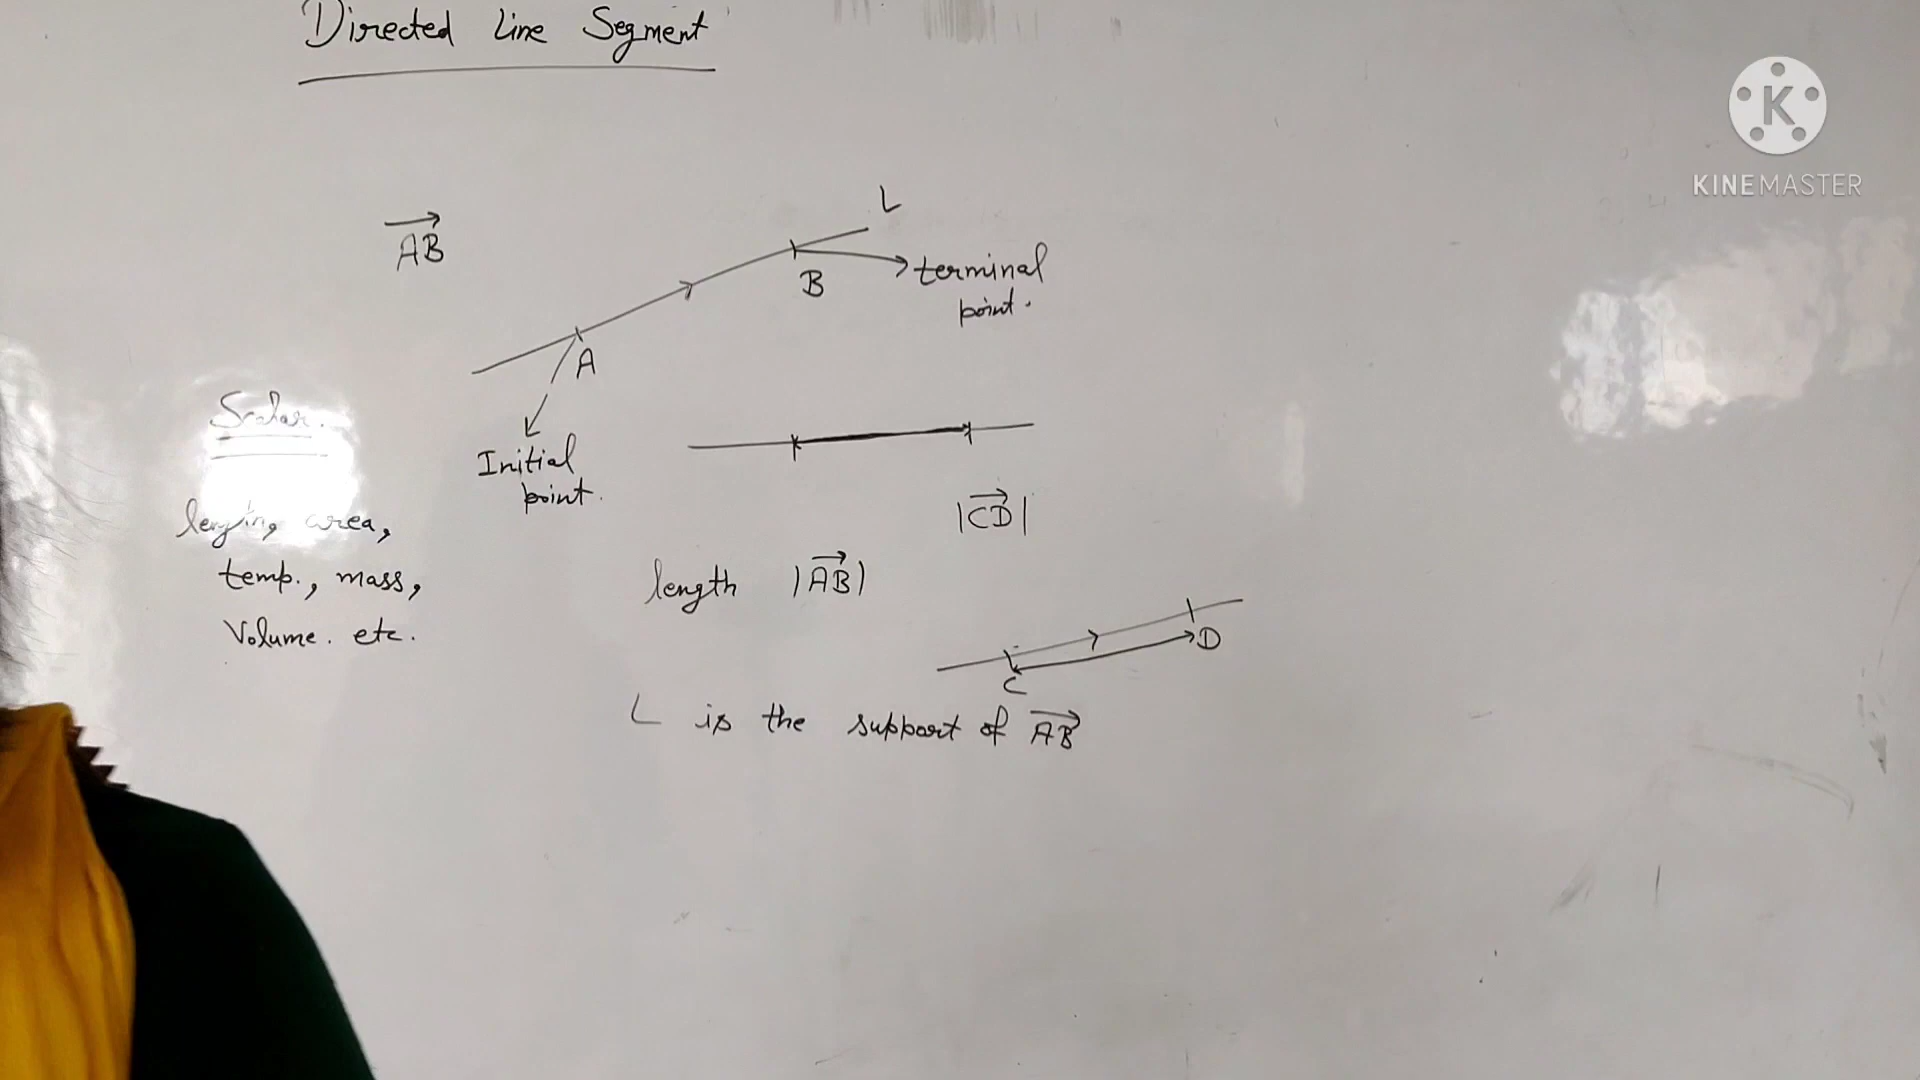 Directed Line Segment
K
KINEMASTER
L
AB
B
terminal
point.
A
Initial
point.
Scalar.
length, area,
temp., mass,
Volume. etc.
|CD|
length |AB|
D
C
L is the support of AB